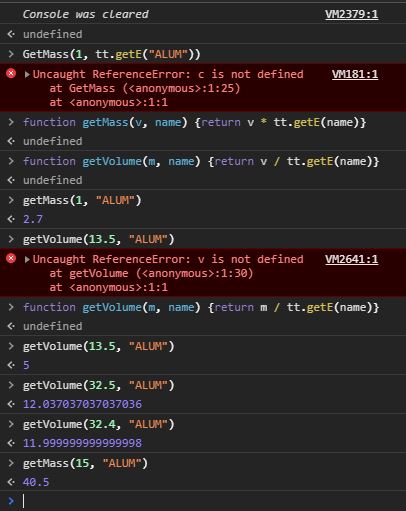 Console was cleared VM2379:1
undefined
GetMass(1, tt.getE("ALUM"))
Uncaught ReferenceError: c is not defined VM181:1
at GetMass (<anonymous>:1:25)
at <anonymous>:1:1
function getMass(v, name) {return v * tt.getE(name)}
undefined
function getVolume(m, name) {return v / tt.getE(name)}
undefined
getMass(1, "ALUM")
2.7
getVolume(13.5, "ALUM")
Uncaught ReferenceError: v is not defined VM2641:1
at getVolume (<anonymous>:1:30)
at <anonymous>:1:1
function getVolume(m, name) {return m / tt.getE(name)}
undefined
getVolume(13.5, "ALUM")
5
getVolume(32.5, "ALUM")
12.037037037037036
getVolume(32.4, "ALUM")
11.999999999999998
getMass(15, "ALUM")
40.5